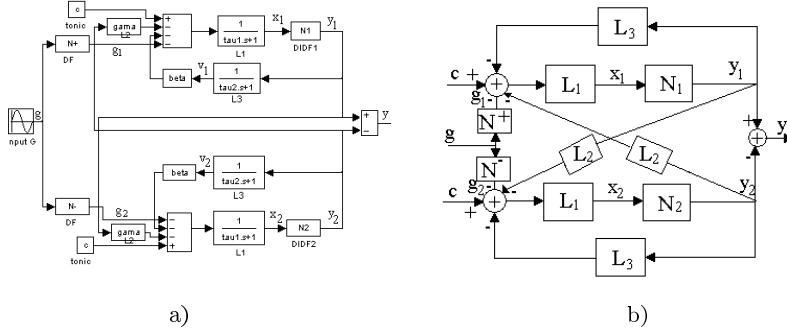 c
tonic
gama
L2
+
−
−
−
1
tau1.s+1
L1
x1
N1
DIDF1
y1
N+
DF
g1
beta
v1
1
tau2.s+1
L3
g
nput G
+
−
y
beta
v2
1
tau2.s+1
L3
N-
DF
g2
gama
L2
c
tonic
−
−
−
+
1
tau1.s+1
L1
x2
N2
DIDF2
y2
a)
L3
-
c +
+
L1
x1
N1
y1
g1 - -
N+
g
L2
L2
+
+
-
y
N-
g2 - -
c
+
+
L1
x2
N2
y2
-
L3
b)